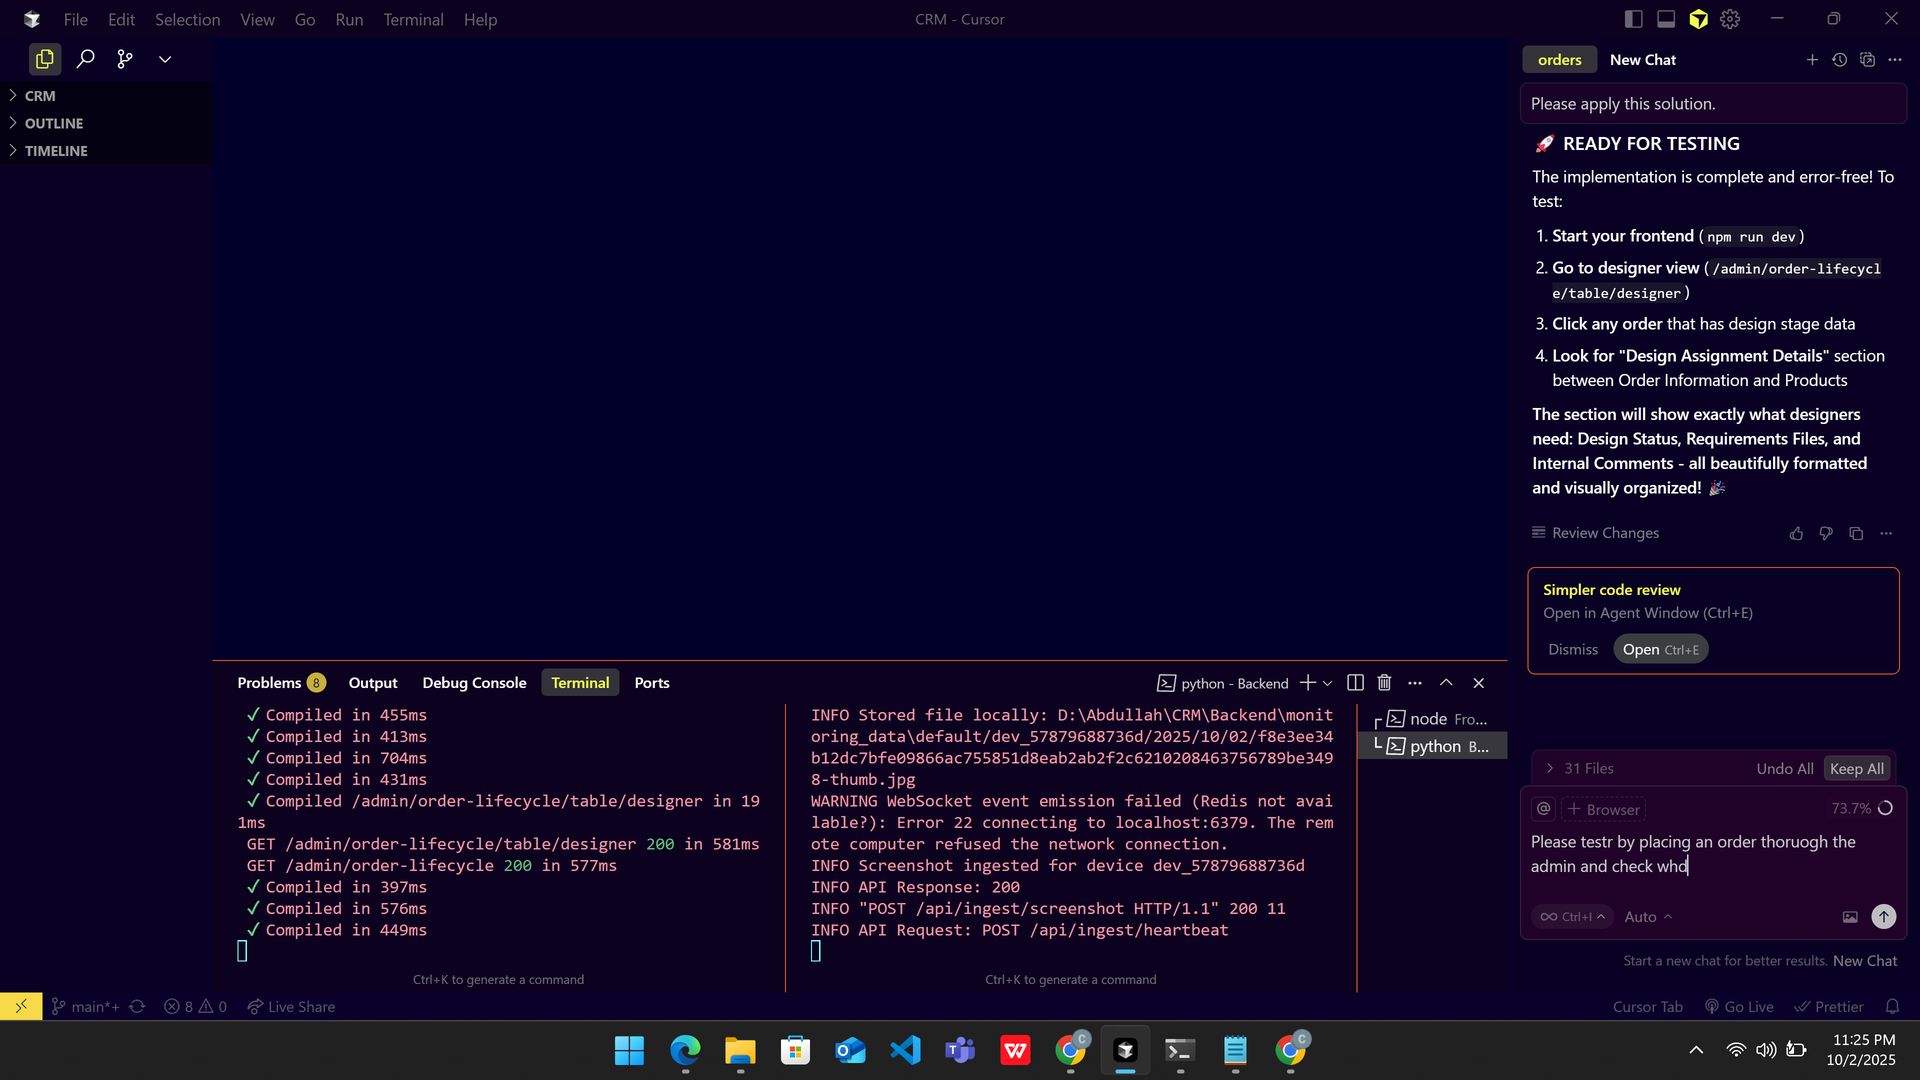 File Edit Selection View Go Run Terminal Help
CRM - Cursor
CRM
OUTLINE
TIMELINE
orders New Chat
Please apply this solution.
🚀 READY FOR TESTING
The implementation is complete and error-free! To
test:
1. Start your frontend (npm run dev)
2. Go to designer view (/admin/order-lifecycl
e/table/designer)
3. Click any order that has design stage data
4. Look for "Design Assignment Details" section
between Order Information and Products
The section will show exactly what designers
need: Design Status, Requirements Files, and
Internal Comments - all beautifully formatted
and visually organized! 🎉
Review Changes
Simpler code review
Open in Agent Window (Ctrl+E)
Dismiss Open Ctrl+E
31 Files Undo All Keep All
@ + Browser 73.7%
Please testr by placing an order thoruogh the
admin and check whd
∞ Ctrl+I Auto
Start a new chat for better results. New Chat
Problems 8 Output Debug Console Terminal Ports
python - Backend
✓ Compiled in 455ms
✓ Compiled in 413ms
✓ Compiled in 704ms
✓ Compiled in 431ms
✓ Compiled /admin/order-lifecycle/table/designer in 19
1ms
GET /admin/order-lifecycle/table/designer 200 in 581ms
GET /admin/order-lifecycle 200 in 577ms
✓ Compiled in 397ms
✓ Compiled in 576ms
✓ Compiled in 449ms
Ctrl+K to generate a command
INFO Stored file locally: D:\Abdullah\CRM\Backend\monit
oring_data\default/dev_57879688736d/2025/10/02/f8e3ee34
b12dc7bfe09866ac755851d8eab2ab2f2c6210208463756789be349
8-thumb.jpg
WARNING WebSocket event emission failed (Redis not avai
lable?): Error 22 connecting to localhost:6379. The rem
ote computer refused the network connection.
INFO Screenshot ingested for device dev_57879688736d
INFO API Response: 200
INFO "POST /api/ingest/screenshot HTTP/1.1" 200 11
INFO API Request: POST /api/ingest/heartbeat
Ctrl+K to generate a command
node Fro...
python B...
main*+ 8 0 Live Share
Cursor Tab Go Live Prettier
11:25 PM
10/2/2025